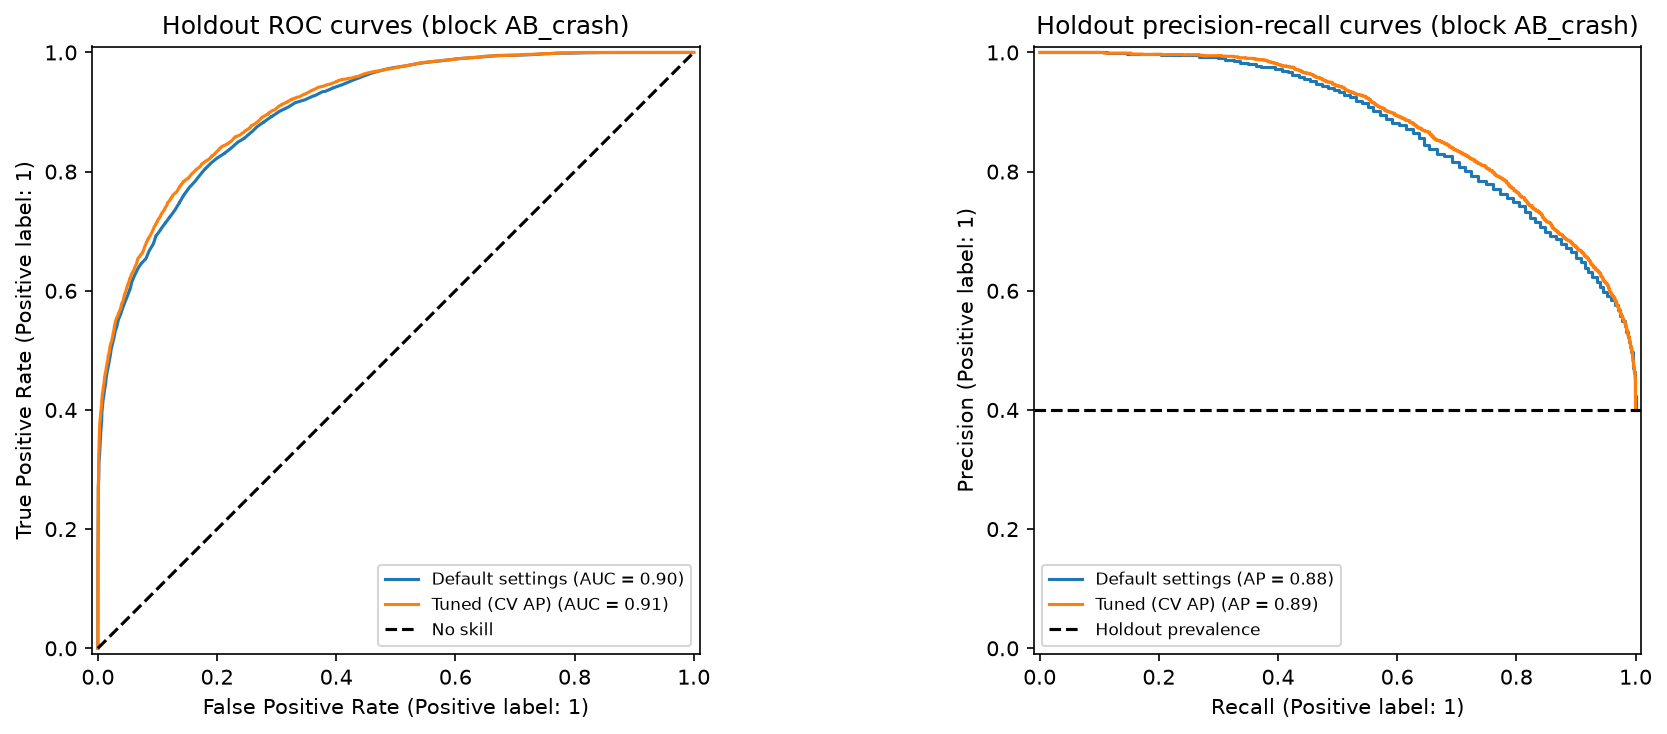 Holdout ROC curves (block AB_crash)
True Positive Rate (Positive label: 1)
1.0
0.8
0.6
0.4
0.2
0.0
Default settings (AUC = 0.90)
Tuned (CV AP) (AUC = 0.91)
No skill
0.0 0.2 0.4 0.6 0.8 1.0
False Positive Rate (Positive label: 1)
Holdout precision-recall curves (block AB_crash)
Precision (Positive label: 1)
1.0
0.8
0.6
0.4
0.2
0.0
Default settings (AP = 0.88)
Tuned (CV AP) (AP = 0.89)
Holdout prevalence
0.0 0.2 0.4 0.6 0.8 1.0
Recall (Positive label: 1)